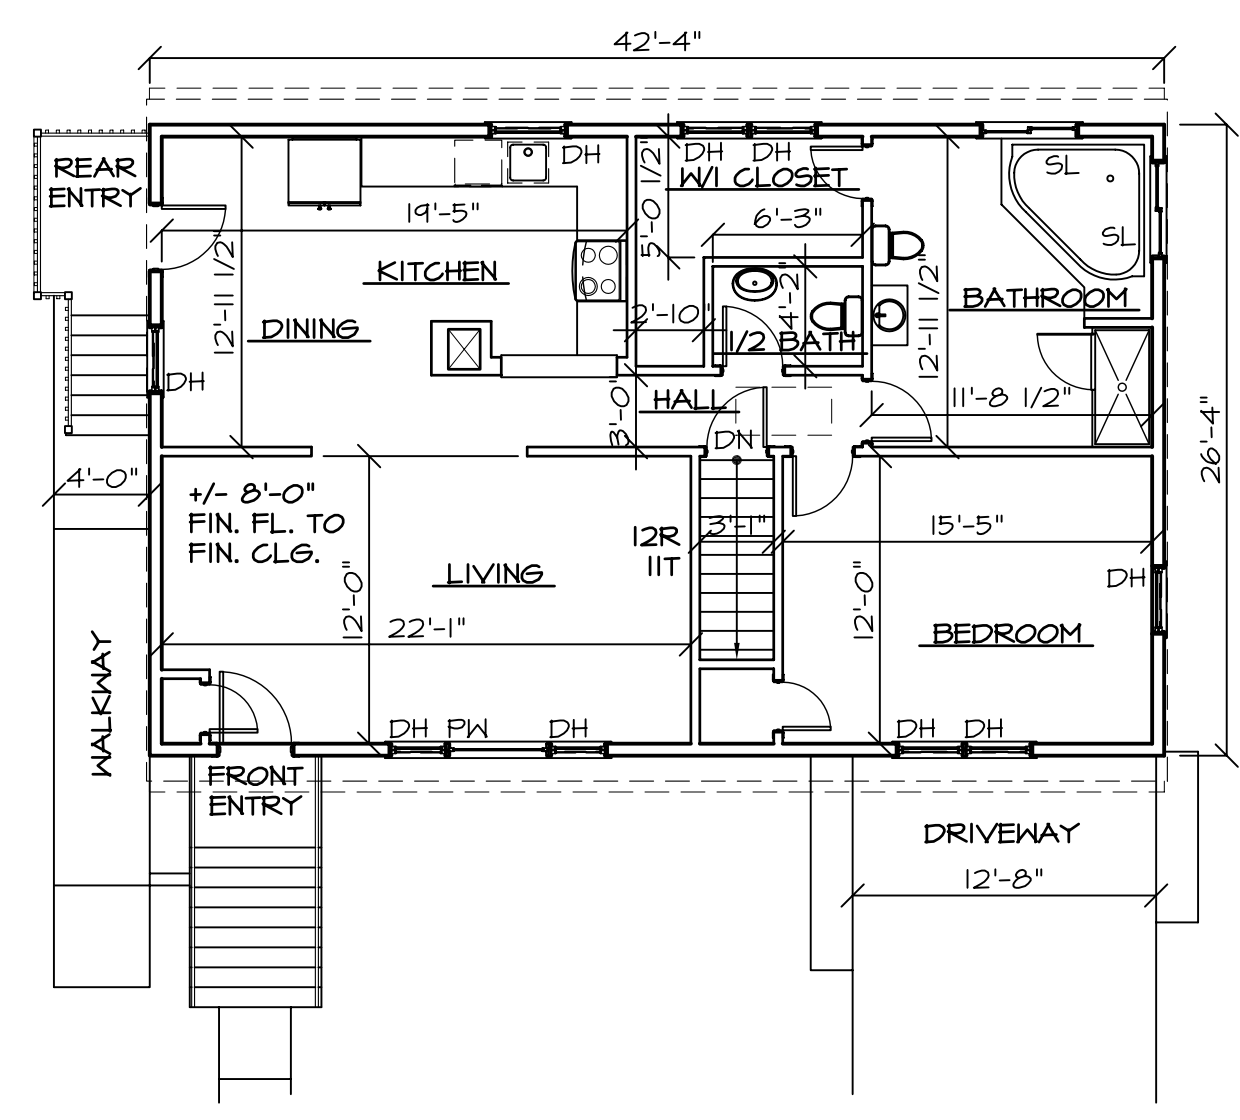 42'-4"
REAR
ENTRY
DH
DH
DH
W/I CLOSET
5'-0 1/2'
SL
SL
19'-5"
6'-3"
KITCHEN
12'-11 1/2"
DINING
2'-10"
4'-2"
1/2 BATH
12'-11 1/2"
BATHROOM
DH
HALL
3'-0"
11'-8 1/2"
26'-4"
DN
4'-0"
+/- 8'-0"
FIN. FL. TO
FIN. CLG.
12R
11T
3'-1"
15'-5"
LIVING
12'-0"
22'-1"
12'-0"
DH
BEDROOM
WALKWAY
DH
PW
DH
DH
DH
FRONT
ENTRY
DRIVEWAY
12'-8"